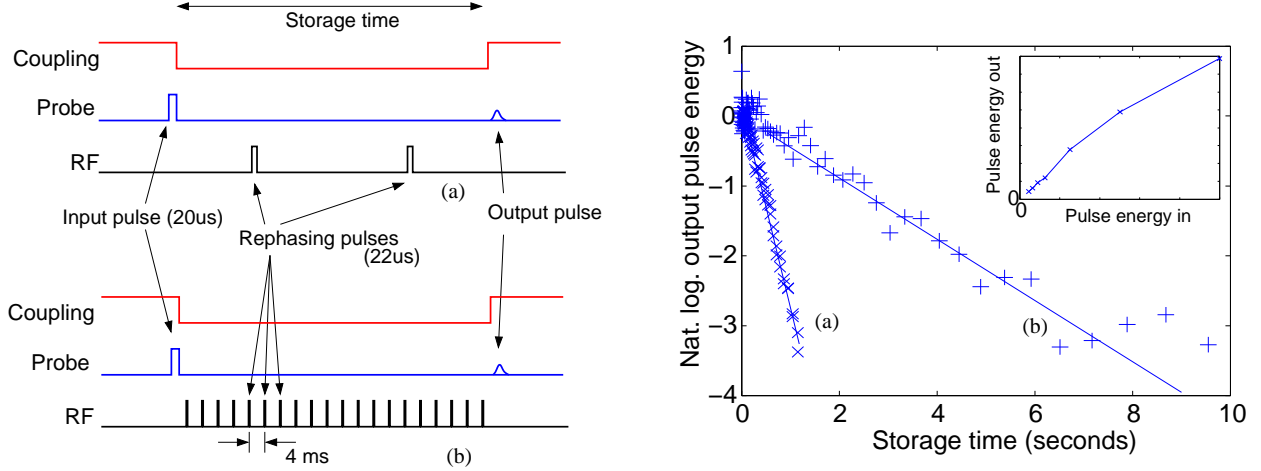 Storage time
Coupling
Probe
RF
(a)
Input pulse (20us)
Rephasing pulses
(22us)
Output pulse
Coupling
Probe
RF
4 ms
(b)
Nat. log. output pulse energy
1
0
−1
−2
−3
−4
0 2 4 6 8 10
Storage time (seconds)
(a)
(b)
Pulse energy out
0
0
Pulse energy in